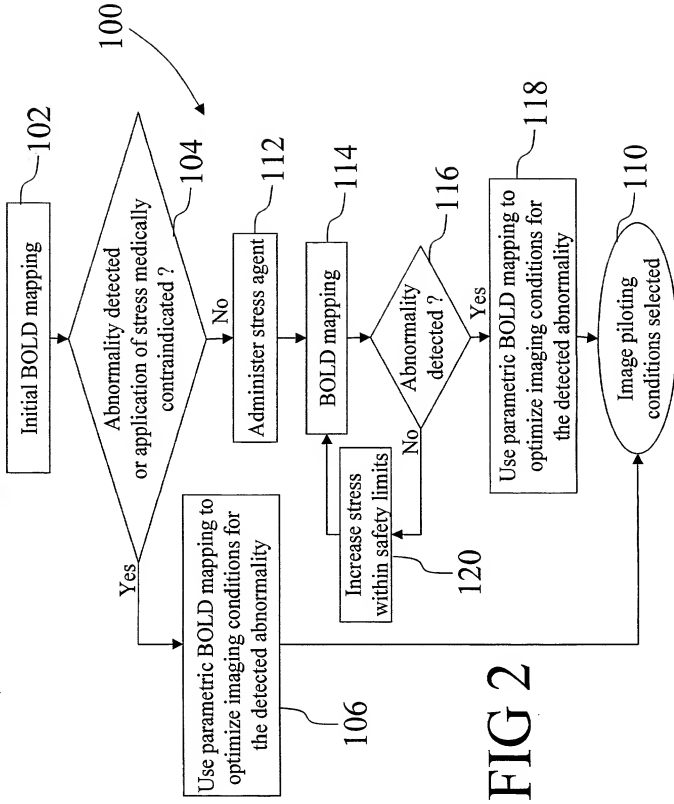 100
Initial BOLD mapping
102
Abnormality detected
or application of stress medically
contraindicated ?
104
Yes
No
Use parametric BOLD mapping to
optimize imaging conditions for
the detected abnormality
106
Administer stress agent
112
BOLD mapping
114
Abnormality
detected ?
116
No
Yes
Increase stress
within safety limits
120
Use parametric BOLD mapping to
optimize imaging conditions for
the detected abnormality
118
Image piloting
conditions selected
110
FIG 2